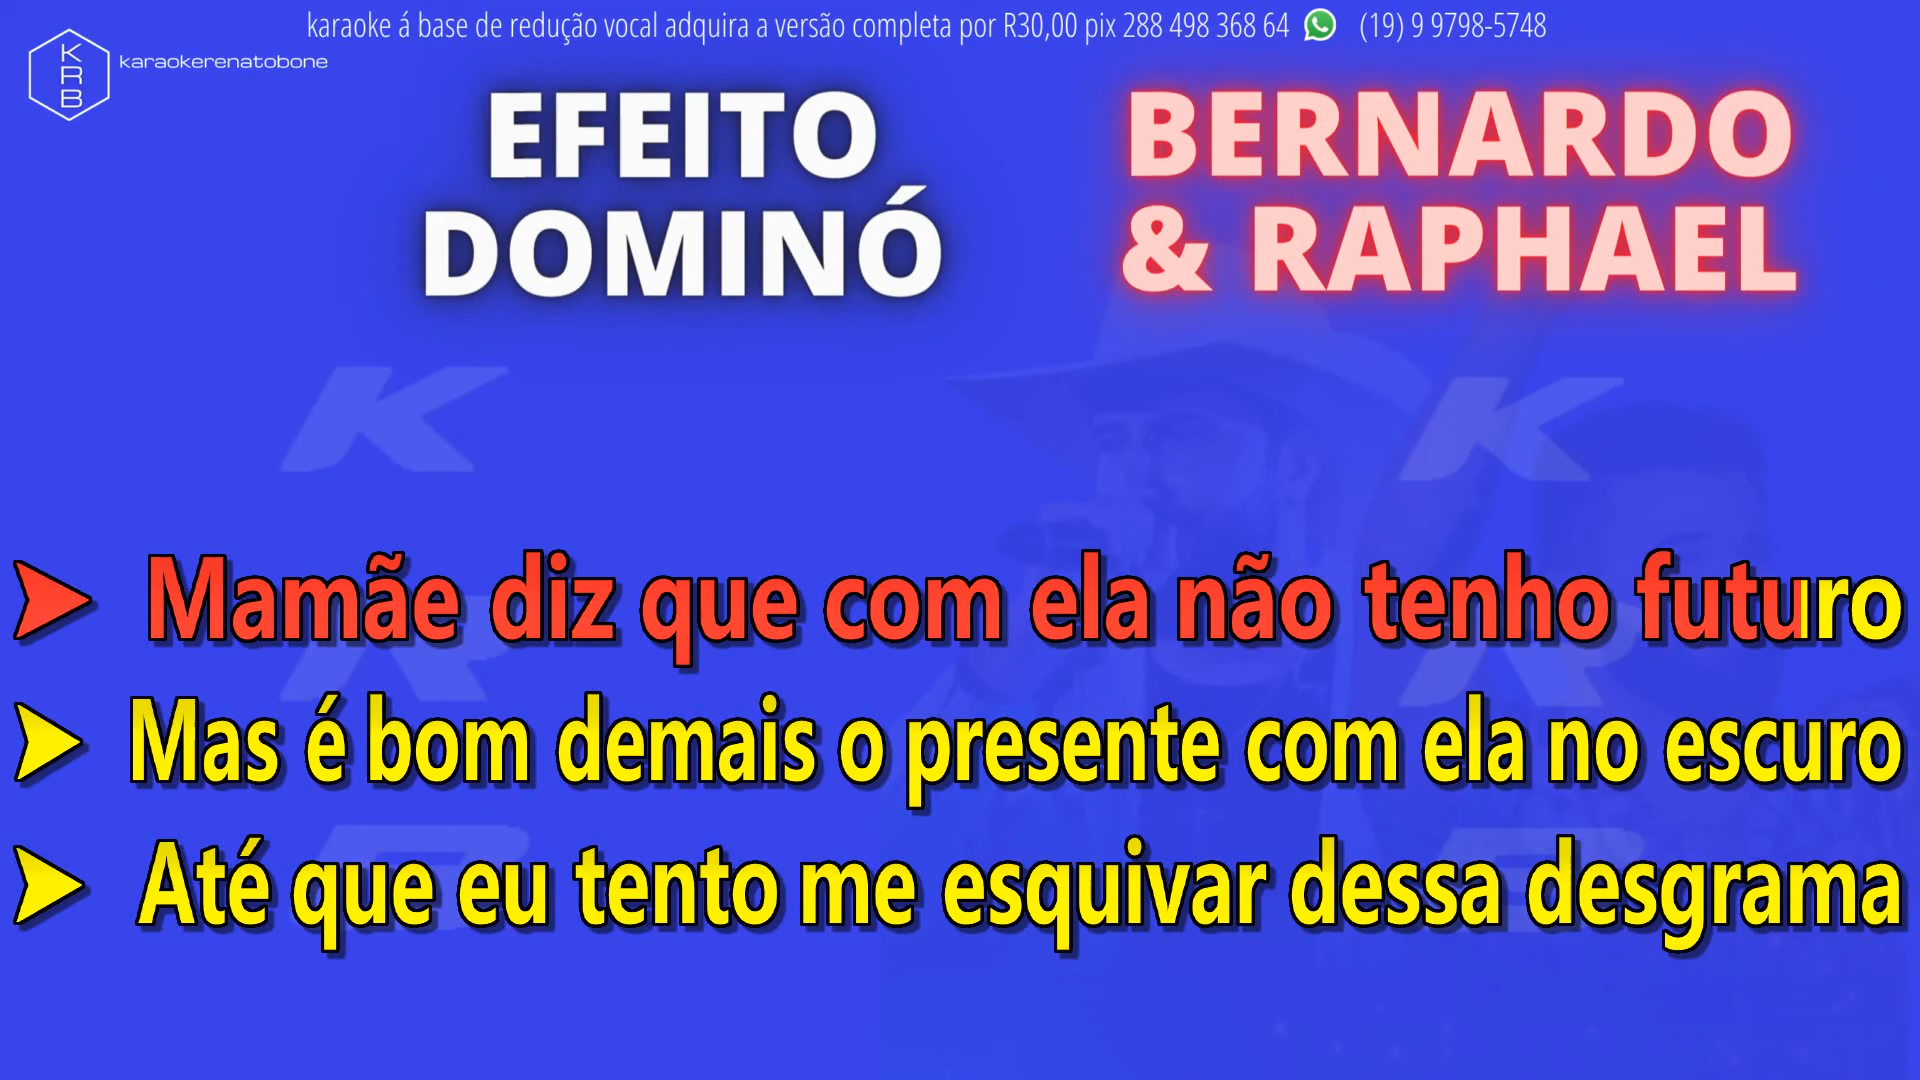 karaoke á base de redução vocal adquira a versão completa por R30,00 pix 288 498 368 64 (19) 9 9798-5748
KRB
karaokerenatobone
EFEITO
DOMINÓ
BERNARDO
& RAPHAEL
K
R
B
K
R
B
Mamãe diz que com ela não tenho futuro
Mas é bom demais o presente com ela no escuro
Até que eu tento me esquivar dessa desgrama